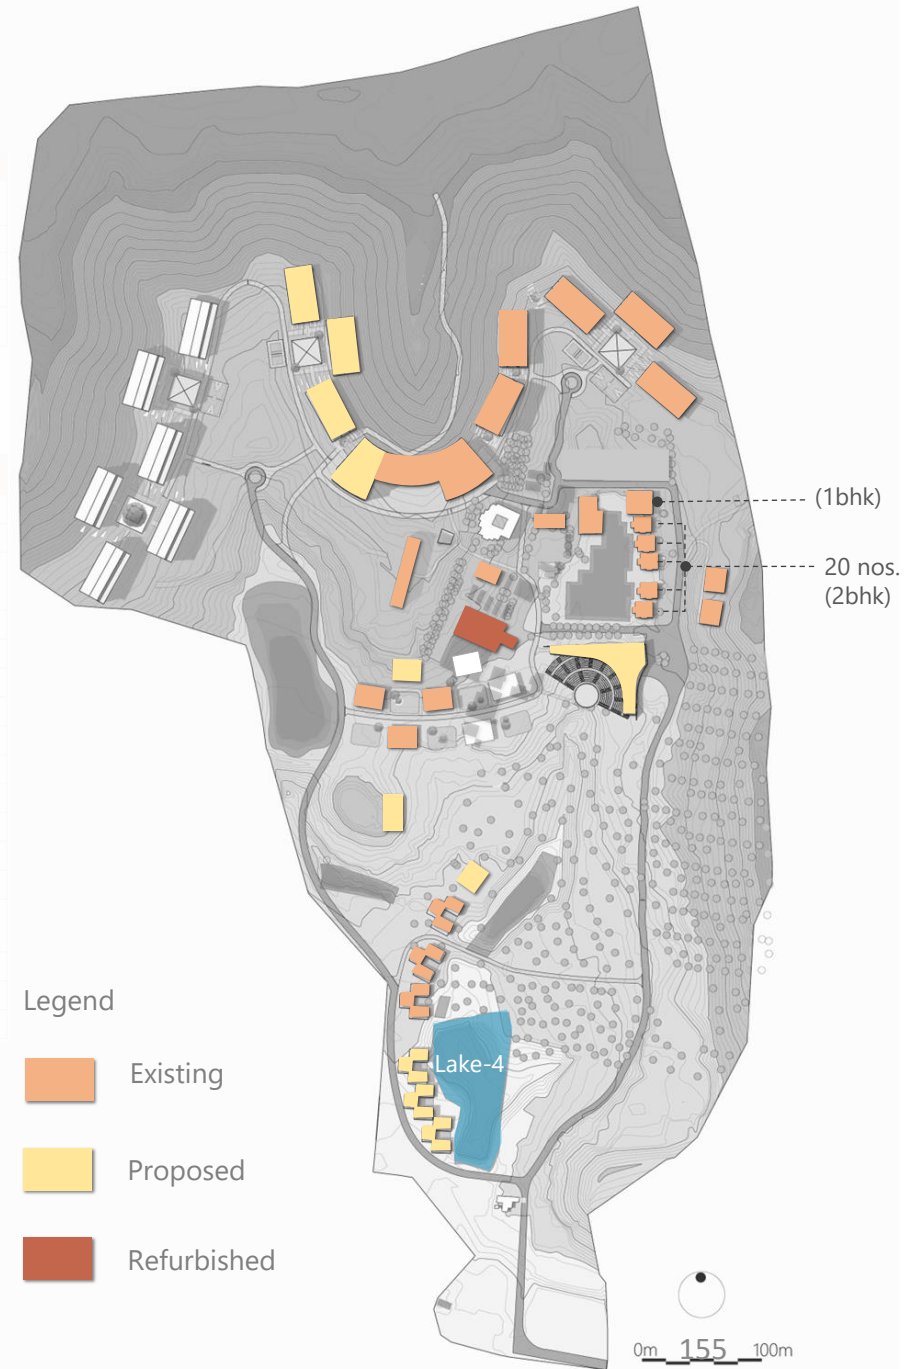 (1bhk)
20 nos.
(2bhk)
Legend
Existing
Lake-4
Proposed
Refurbished
0m 155 100m